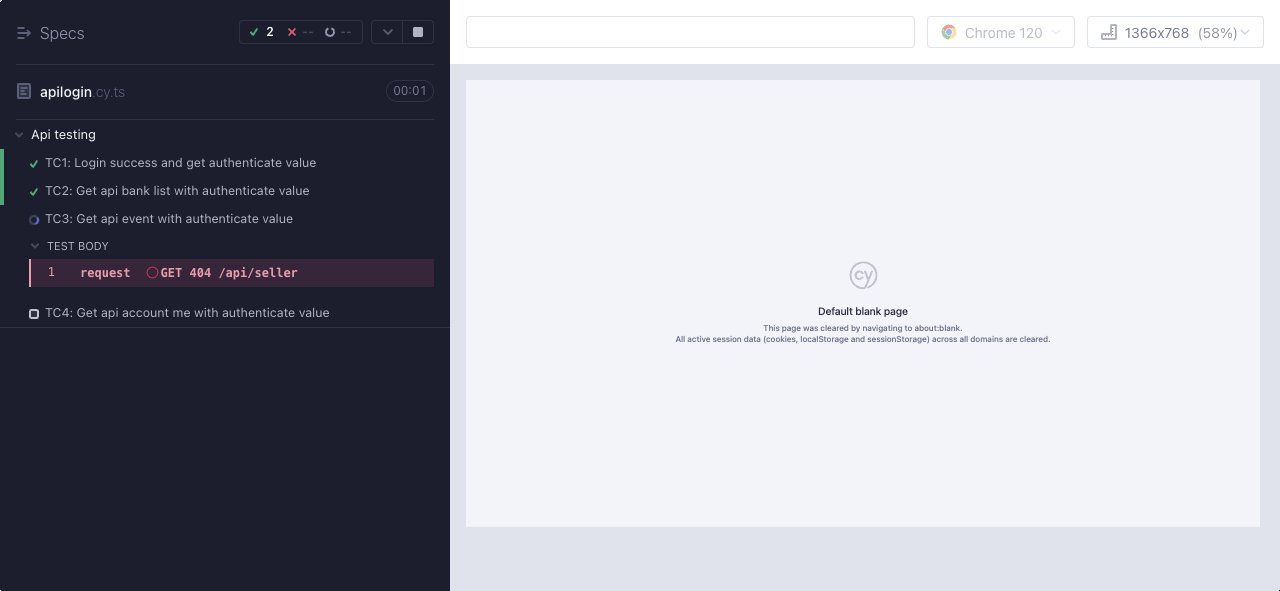 Specs
2 -- --
Chrome 120
1366x768 (58%)
apilogin.cy.ts
00:01
Api testing
TC1: Login success and get authenticate value
TC2: Get api bank list with authenticate value
TC3: Get api event with authenticate value
TEST BODY
1 request GET 404 /api/seller
TC4: Get api account me with authenticate value
cy
Default blank page
This page was cleared by navigating to about:blank.
All active session data (cookies, localStorage and sessionStorage) across all domains are cleared.